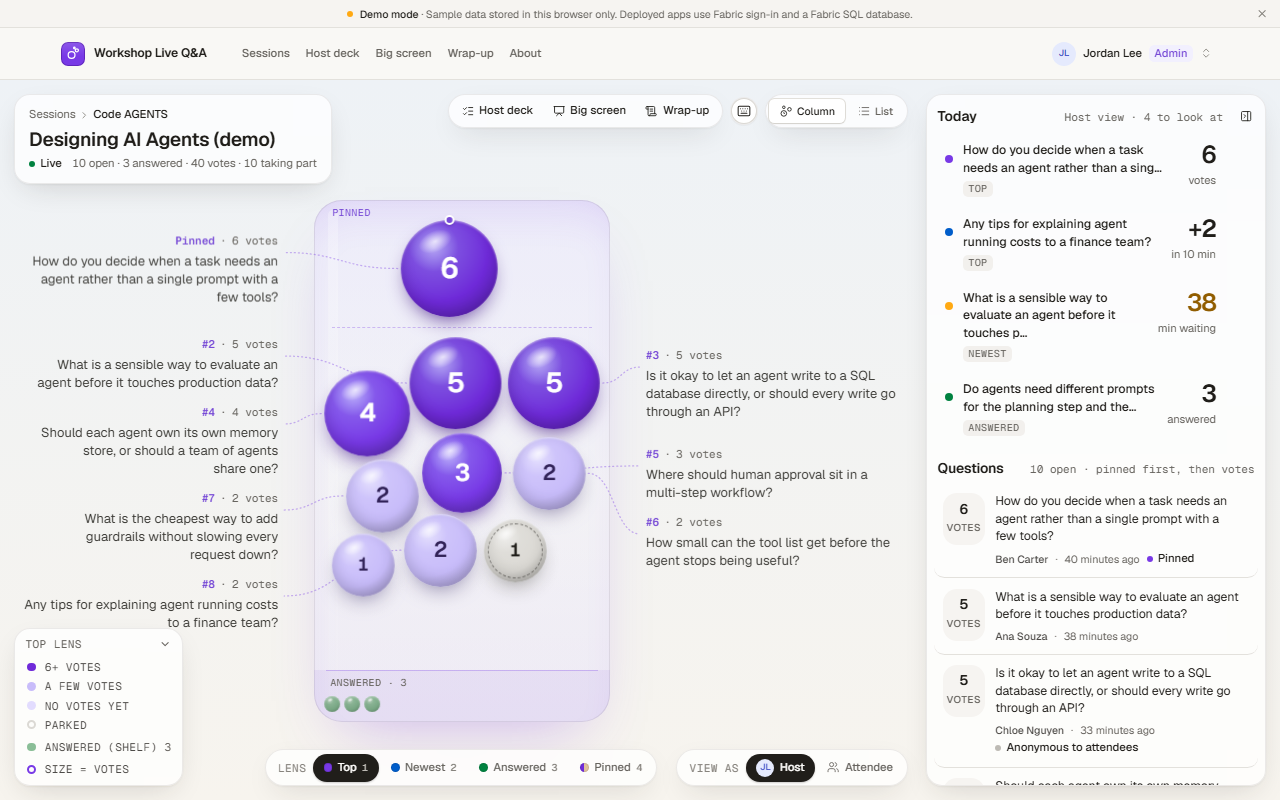 Demo mode · Sample data stored in this browser only. Deployed apps use Fabric sign-in and a Fabric SQL database.
Workshop Live Q&A
Sessions
Host deck
Big screen
Wrap-up
About
JL
Jordan Lee
Admin
Sessions › Code AGENTS
Designing AI Agents (demo)
Live 10 open · 3 answered · 40 votes · 10 taking part
Host deck
Big screen
Wrap-up
Column
List
PINNED
Pinned · 6 votes
How do you decide when a task needs an
agent rather than a single prompt with a
few tools?
#2 · 5 votes
What is a sensible way to evaluate an
agent before it touches production data?
#4 · 4 votes
Should each agent own its own memory
store, or should a team of agents
share one?
#7 · 2 votes
What is the cheapest way to add
guardrails without slowing every
request down?
#8 · 2 votes
Any tips for explaining agent running costs
to a finance team?
6
5
5
4
3
2
2
2
1
1
#3 · 5 votes
Is it okay to let an agent write to a SQL
database directly, or should every write go
through an API?
#5 · 3 votes
Where should human approval sit in a
multi-step workflow?
#6 · 2 votes
How small can the tool list get before the
agent stops being useful?
ANSWERED · 3
TOP LENS
6+ VOTES
A FEW VOTES
NO VOTES YET
PARKED
ANSWERED (SHELF) 3
SIZE = VOTES
LENS
Top 1
Newest 2
Answered 3
Pinned 4
VIEW AS
JL
Host
Attendee
Today
Host view · 4 to look at
How do you decide when a task
needs an agent rather than a sing…
TOP
6
votes
Any tips for explaining agent
running costs to a finance team?
TOP
+2
in 10 min
What is a sensible way to
evaluate an agent before it
touches p…
NEWEST
38
min waiting
Do agents need different prompts
for the planning step and the…
ANSWERED
3
answered
Questions
10 open · pinned first, then votes
6
VOTES
How do you decide when a task needs an
agent rather than a single prompt with a
few tools?
Ben Carter · 40 minutes ago Pinned
5
VOTES
What is a sensible way to evaluate an agent
before it touches production data?
Ana Souza · 38 minutes ago
5
VOTES
Is it okay to let an agent write to a SQL
database directly, or should every write go
through an API?
Chloe Nguyen · 33 minutes ago
Anonymous to attendees
Should each agent own its own memory